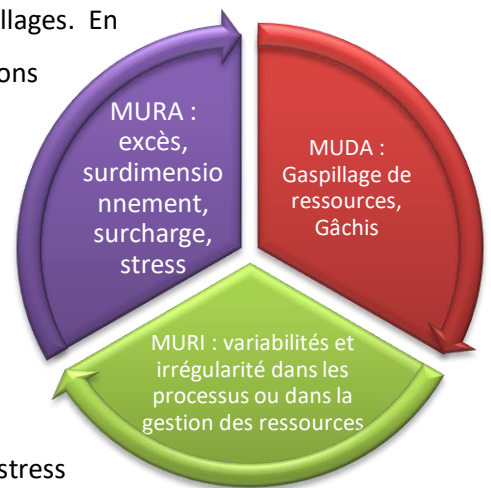 llages. En
ons
MURA :
excès,
surdimensio
nnement,
surcharge,
stress
MUDA :
Gaspillage de
ressources,
Gâchis
MURI : variabilités et
irrégularité dans les
processus ou dans la
gestion des ressources
stress